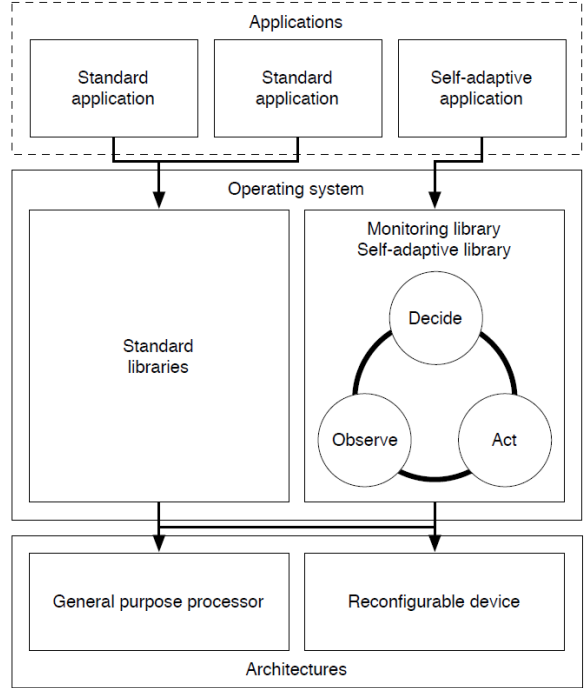 Applications
Standard
application
Standard
application
Self-adaptive
application
Operating system
Standard
libraries
Monitoring library
Self-adaptive library
Decide
Observe
Act
General purpose processor
Reconfigurable device
Architectures